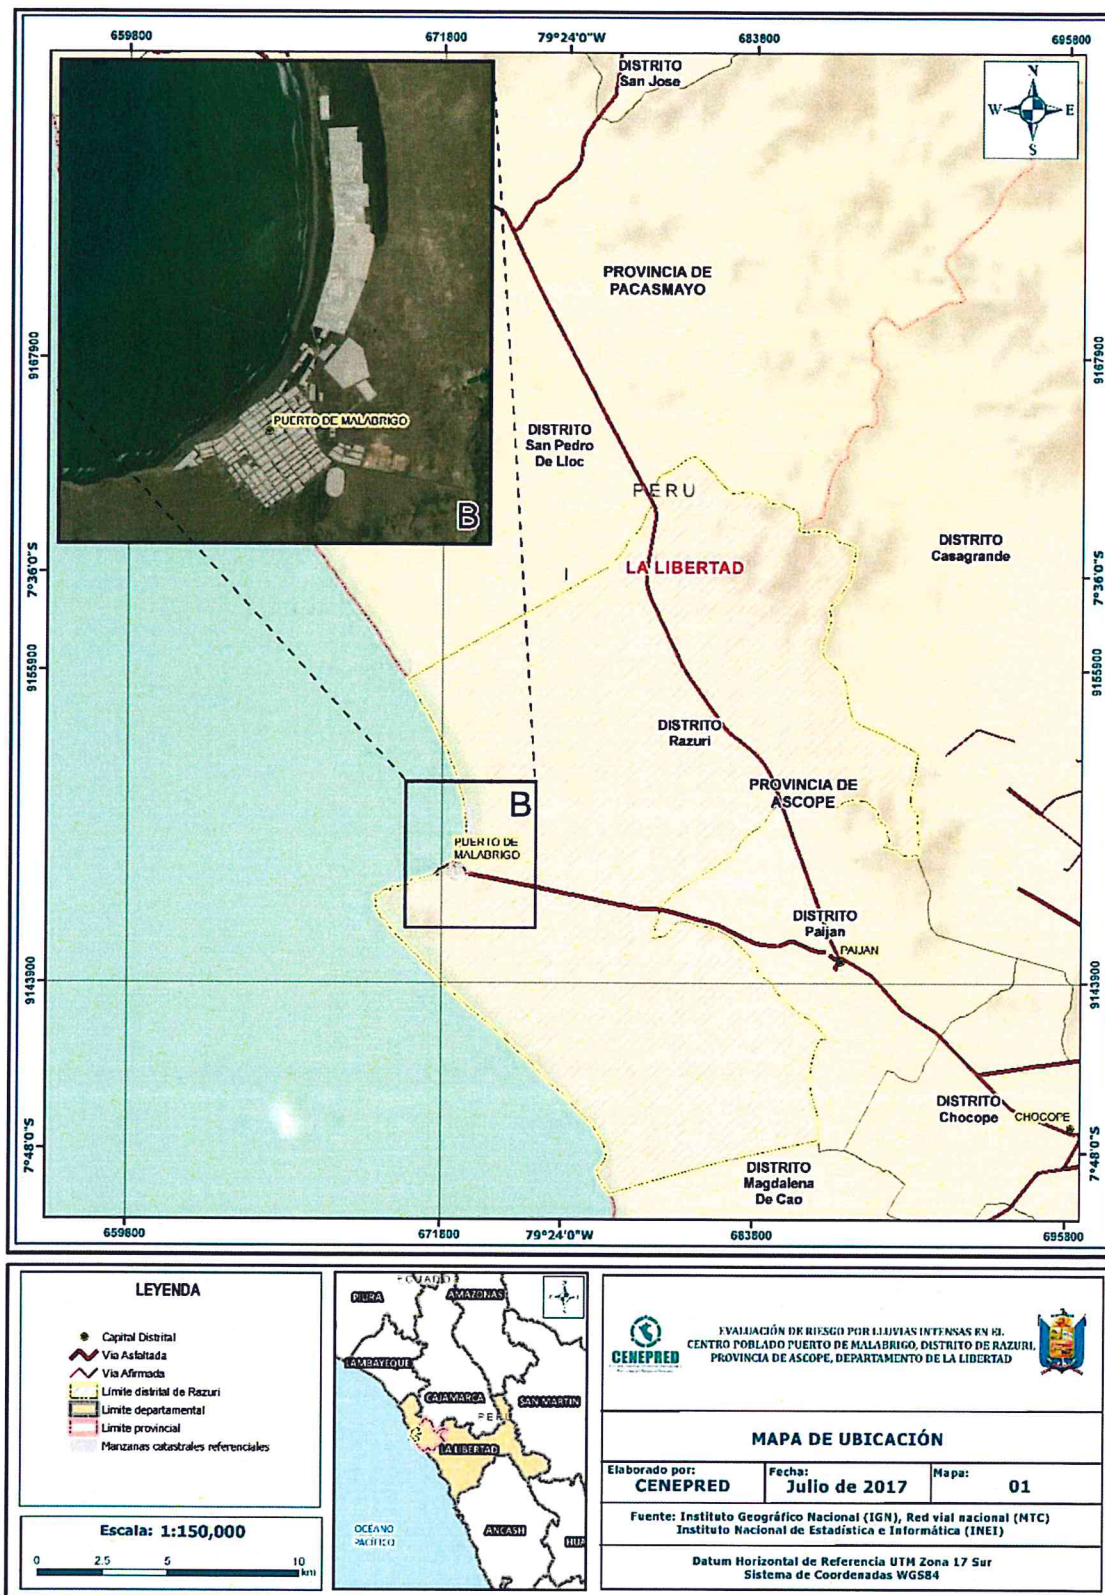 659800
671800
79°24'0"W
683800
695800
DISTRITO
San Jose
N
W
E
S
PROVINCIA DE
PACASMAYO
9167900
9167900
PUERTO DE MALABRIGO
DISTRITO
San Pedro
De Lloc
PERU
B
DISTRITO
Casagrande
7°36'0"S
LA LIBERTAD
7°36'0"S
9155900
9155900
DISTRITO
Razuri
PROVINCIA DE
ASCOPE
B
PUERTO DE
MALABRIGO
DISTRITO
Paijan
PAIJAN
9143900
9143900
DISTRITO
Chocope
CHOCOPE
7°48'0"S
7°48'0"S
DISTRITO
Magdalena
De Cao
659800
671800
79°24'0"W
683800
695800
LEYENDA
Capital Distrital
Via Asfaltada
Via Afirmada
Límite distrital de Razuri
Limite departamental
Limite provincial
Manzanas catastrales referenciales
Escala: 1:150,000
0
2.5
5
10
km
ECUADOR
PIURA
AMAZONAS
LAMBAYEQUE
CAJAMARCA
SAN MARTIN
PERU
LA LIBERTAD
OCÉANO
PACÍFICO
ANCASH
HUA
CENEPRED
EVALUACIÓN DE RIESGO POR LLUVIAS INTENSAS EN EL
CENTRO POBLADO PUERTO DE MALABRIGO, DISTRITO DE RAZURI,
PROVINCIA DE ASCOPE, DEPARTAMENTO DE LA LIBERTAD
MAPA DE UBICACIÓN
Elaborado por:
CENEPRED
Fecha:
Julio de 2017
Mapa:
01
Fuente: Instituto Geográfico Nacional (IGN), Red vial nacional (MTC)
Instituto Nacional de Estadística e Informática (INEI)
Datum Horizontal de Referencia UTM Zona 17 Sur
Sistema de Coordenadas WGS84